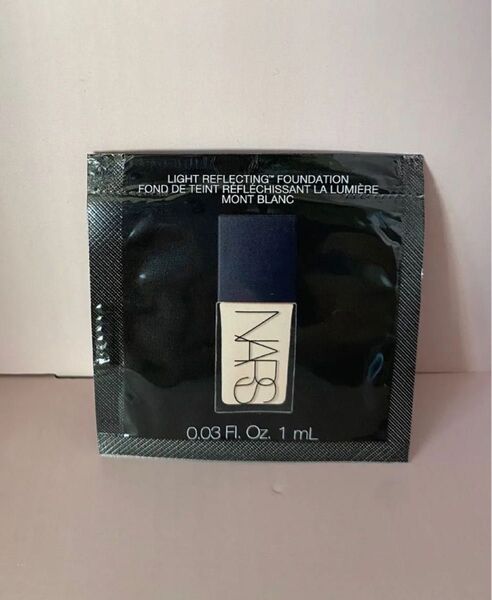 LIGHT REFLECTING™ FOUNDATION
FOND DE TEINT RÉFLÉCHISSANT LA LUMIÈRE
MONT BLANC
NARS
0.03 Fl. Oz. 1 mL